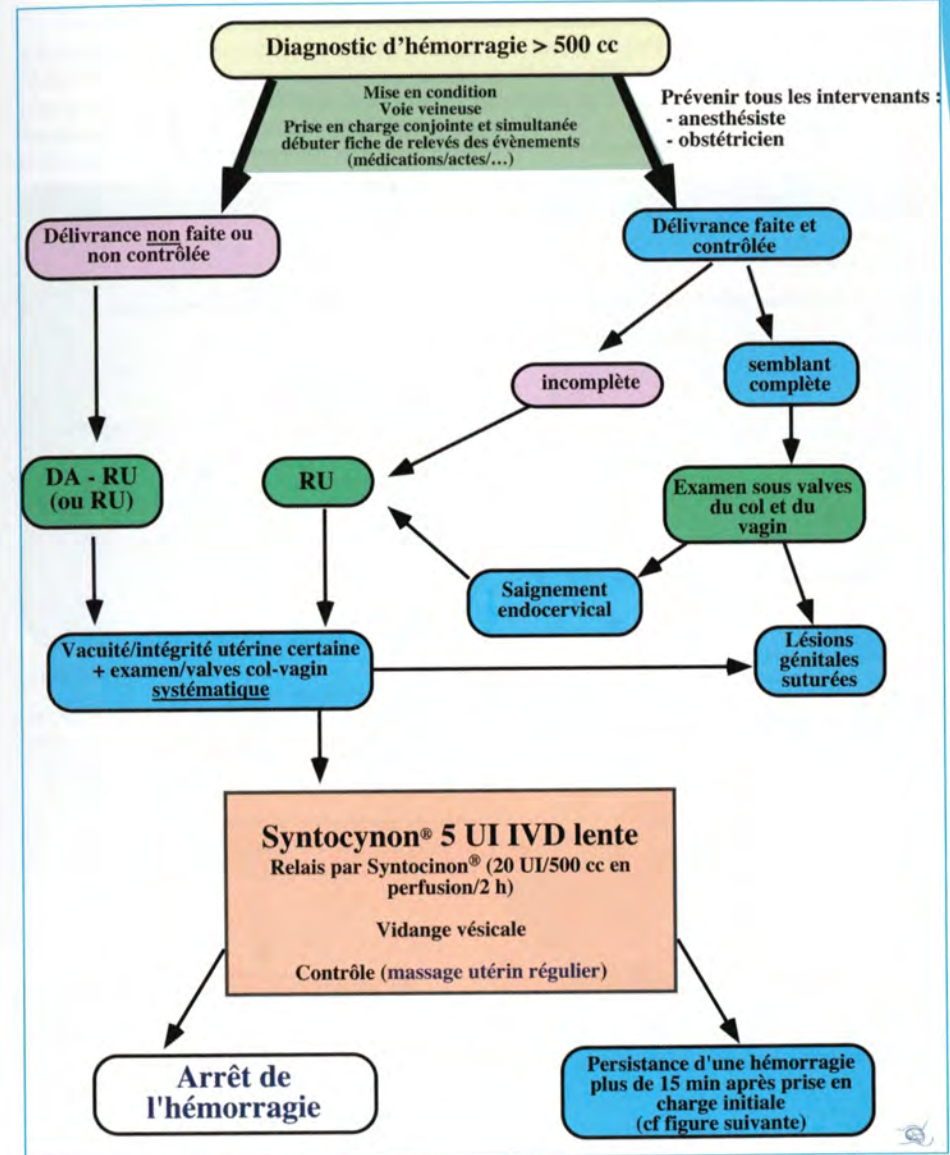 Diagnostic d'hémorragie > 500 cc
Mise en condition
Voie veineuse
Prise en charge conjointe et simultanée
débuter fiche de relevés des évènements
(médications/actes/…)
Prévenir tous les intervenants :
- anesthésiste
- obstétricien
Délivrance non faite ou
non contrôlée
Délivrance faite et
contrôlée
incomplète
semblant
complète
DA - RU
(ou RU)
RU
Examen sous valves
du col et du
vagin
Saignement
endocervical
Vacuité/intégrité utérine certaine
+ examen/valves col-vagin
systématique
Lésions
génitales
suturées
Syntocynon® 5 UI IVD lente
Relais par Syntocinon® (20 UI/500 cc en
perfusion/2 h)
Vidange vésicale
Contrôle (massage utérin régulier)
Arrêt de
l'hémorragie
Persistance d'une hémorragie
plus de 15 min après prise en
charge initiale
(cf figure suivante)